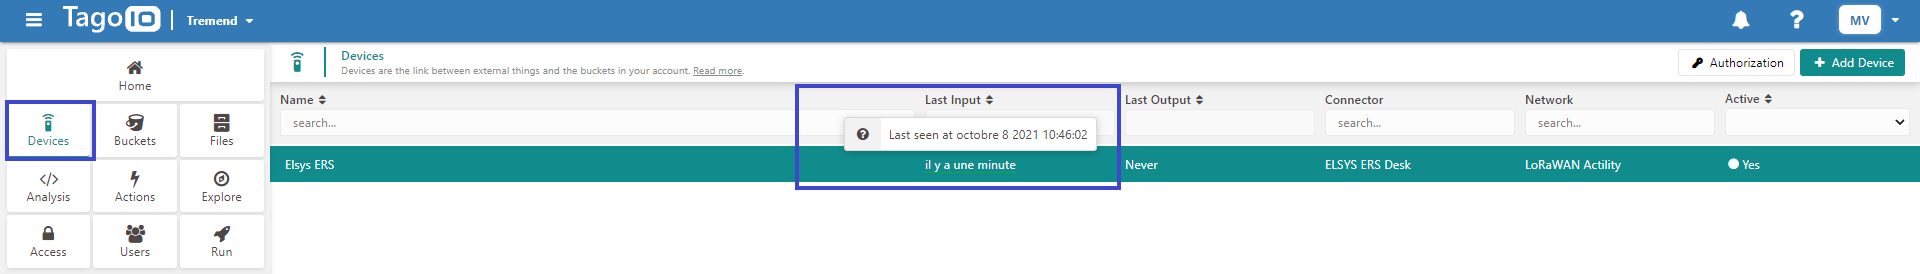 Tago IO
Tremend
MV
Home
Devices
Buckets
Files
Analysis
Actions
Explore
Access
Users
Run
Devices
Devices are the link between external things and the buckets in your account. Read more.
Authorization
Add Device
Name
Last Input
Last Output
Connector
Network
Active
search...
search...
search...
Last seen at octobre 8 2021 10:46:02
Elsys ERS
il y a une minute
Never
ELSYS ERS Desk
LoRaWAN Actility
Yes